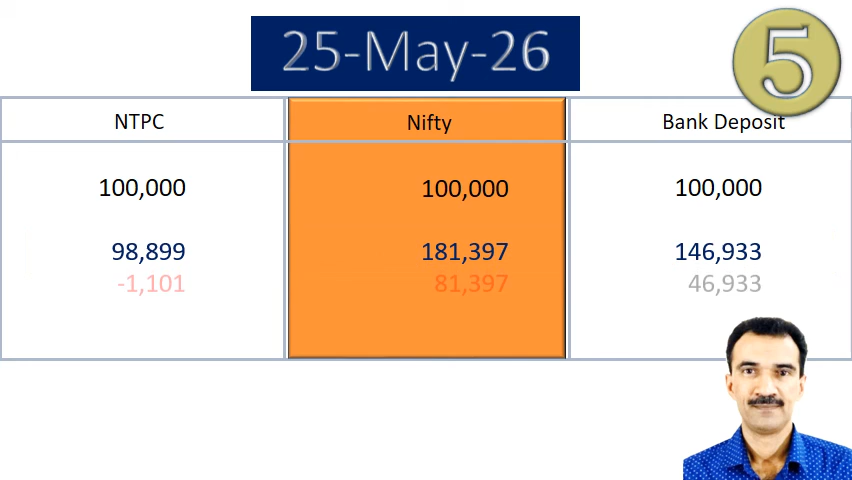 25-May-26
5
NTPC Nifty Bank Deposit
100,000 100,000 100,000
98,899 181,397 146,933
-1,101 81,397 46,933